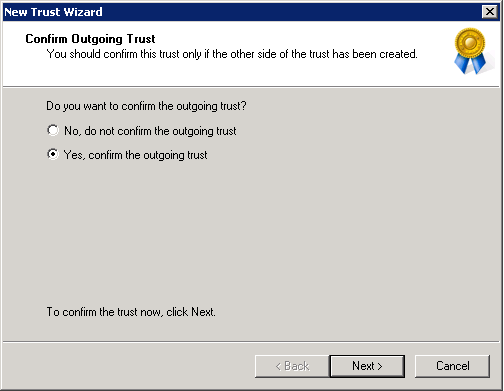 New Trust Wizard
Confirm Outgoing Trust
You should confirm this trust only if the other side of the trust has been created.
Do you want to confirm the outgoing trust?
No, do not confirm the outgoing trust
Yes, confirm the outgoing trust
To confirm the trust now, click Next.
< Back Next > Cancel